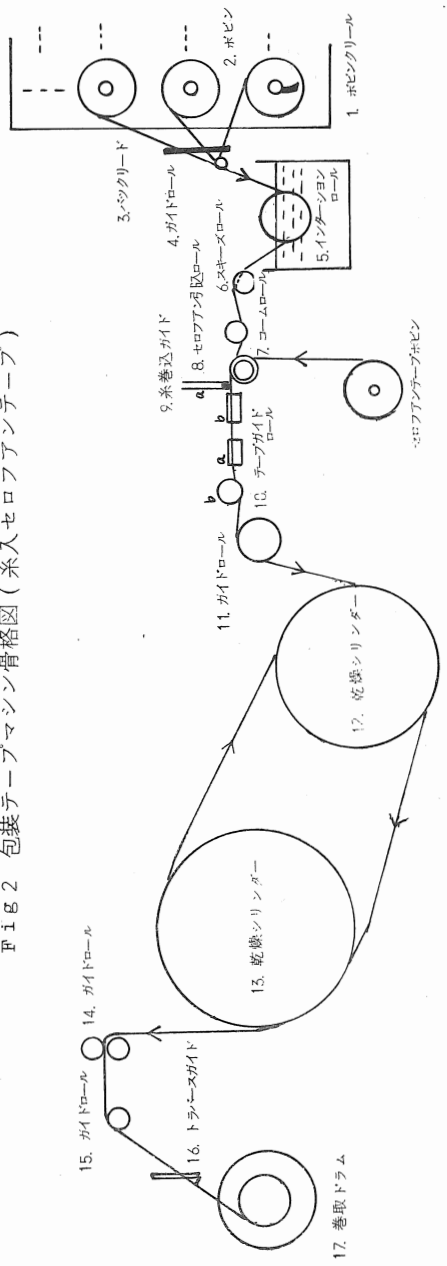 Fig 2 包装テープマシン骨格図(糸入セロフアンテープ)
1. ボビンクリール
2. ボビン
3. バックリード
4. ガイドロール
5. インターションロール
6. スキーズロール
7. コームロール
8. セロフアン引込ロール
9. 糸巻込ガイド
a
b
a
b
10. テープガイドロール
11. ガイドロール
12. 乾燥シリンダー
13. 乾燥シリンダー
14. ガイドロール
15. ガイドロール
16. トラバースガイド
17. 巻取ドラム
フアンテープボビン